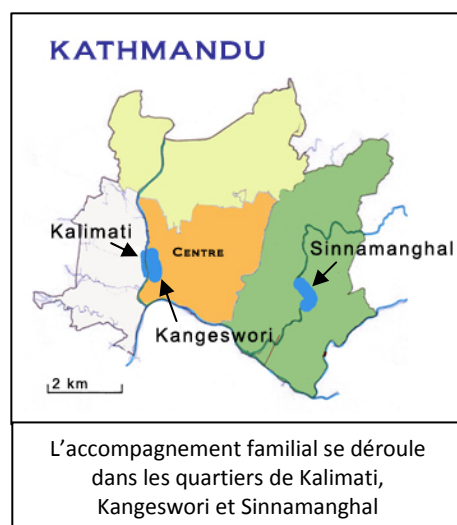 KATHMANDU
Kalimati
CENTRE
Sinnamanghal
Kangeswori
2 km
L’accompagnement familial se déroule
dans les quartiers de Kalimati,
Kangeswori et Sinnamanghal